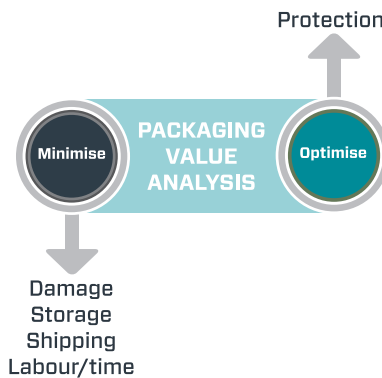 Protection
PACKAGING
VALUE
ANALYSIS
Minimise
Optimise
Damage
Storage
Shipping
Labour/time